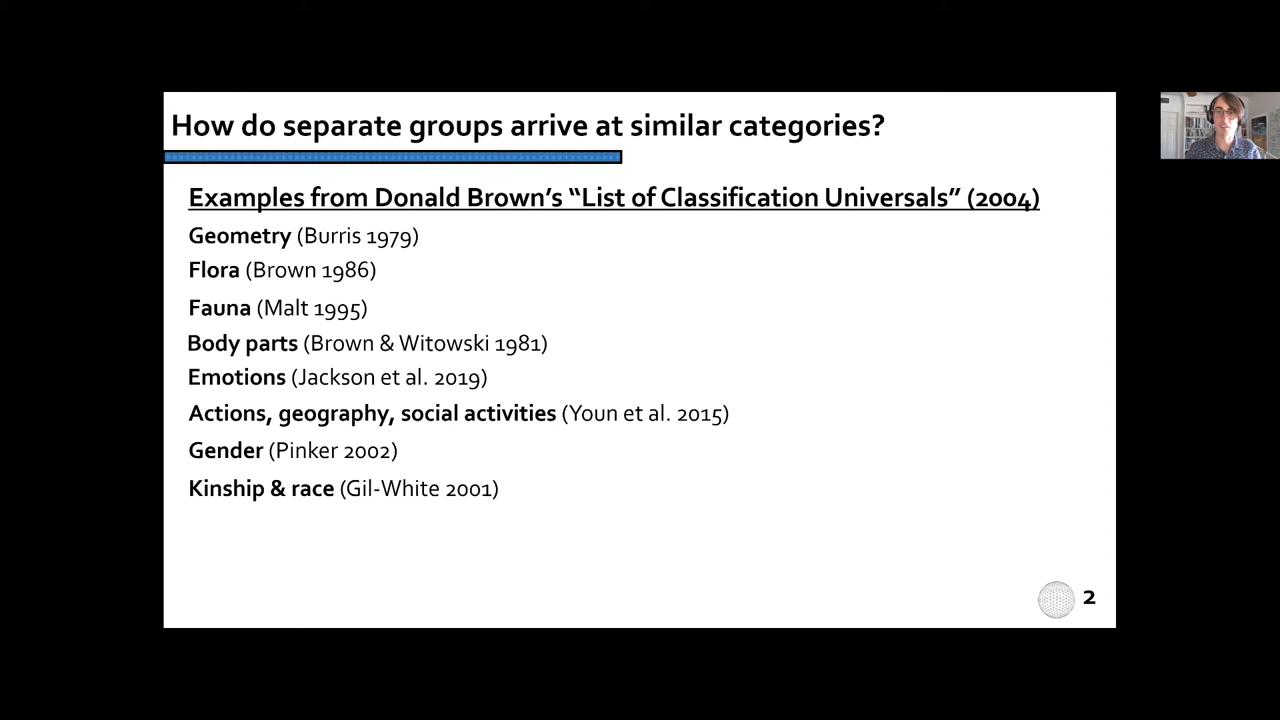 How do separate groups arrive at similar categories?
Examples from Donald Brown’s “List of Classification Universals” (2004)
Geometry (Burris 1979)
Flora (Brown 1986)
Fauna (Malt 1995)
Body parts (Brown & Witowski 1981)
Emotions (Jackson et al. 2019)
Actions, geography, social activities (Youn et al. 2015)
Gender (Pinker 2002)
Kinship & race (Gil-White 2001)
2